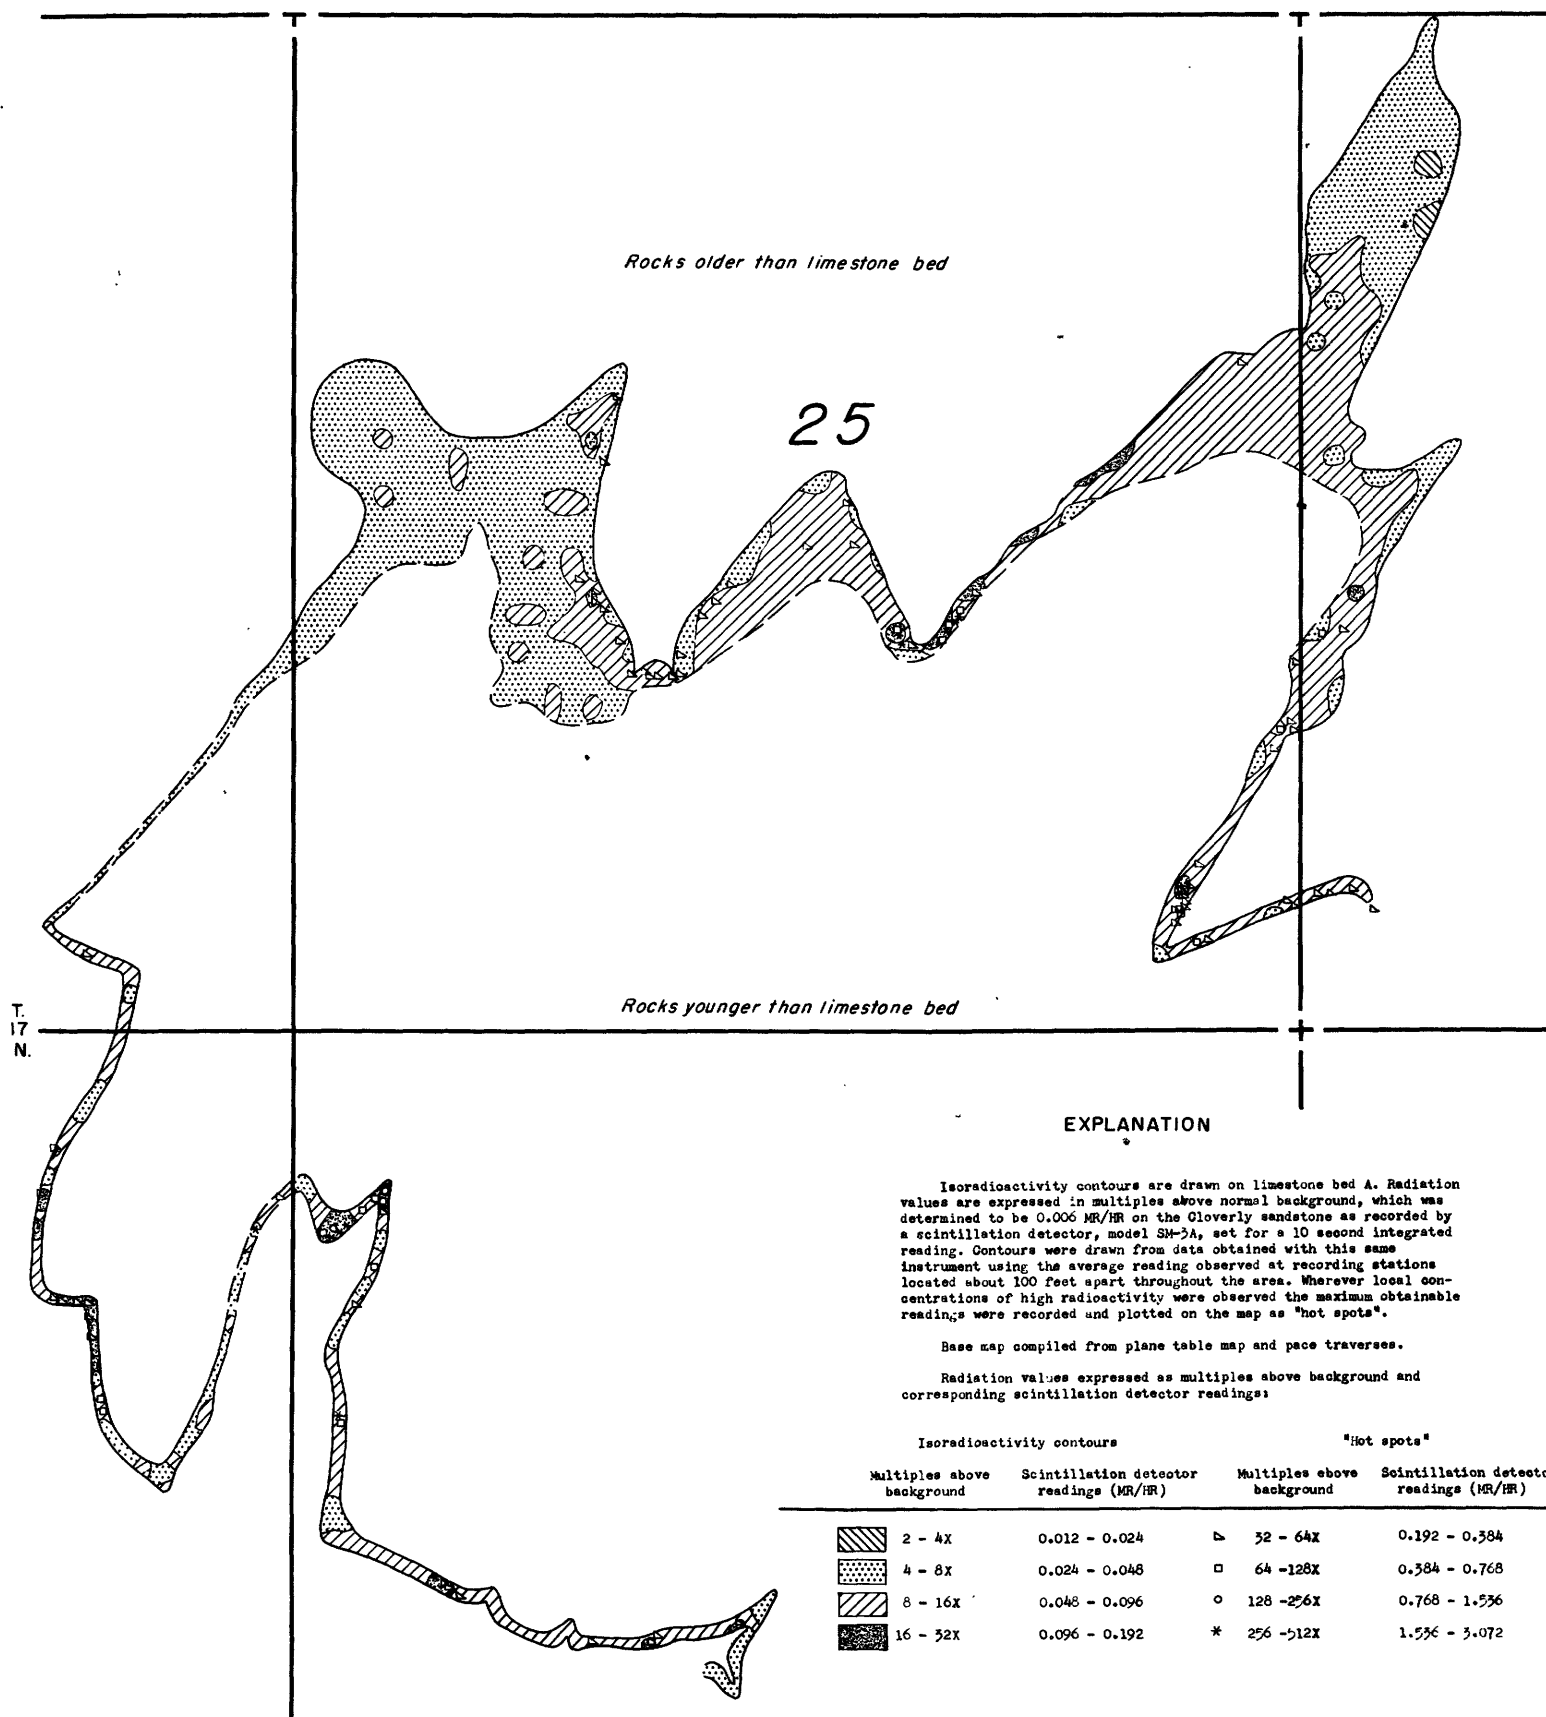 Rocks older than limestone bed
25
Rocks younger than limestone bed
T.
17
N.
EXPLANATION
Isoradioactivity contours are drawn on limestone bed A. Radiation
values are expressed in multiples above normal background, which was
determined to be 0.006 MR/HR on the Cloverly sandstone as recorded by
a scintillation detector, model SM-3A, set for a 10 second integrated
reading. Contours were drawn from data obtained with this same
instrument using the average reading observed at recording stations
located about 100 feet apart throughout the area. Wherever local con-
centrations of high radioactivity were observed the maximum obtainable
readings were recorded and plotted on the map as "hot spots".
Base map compiled from plane table map and pace traverses.
Radiation values expressed as multiples above background and
corresponding scintillation detector readings:
Isoradioactivity contours "Hot spots"
Multiples above Scintillation detector Multiples above Scintillation detecto
background readings (MR/HR) background readings (MR/HR)
2 - 4X 0.012 - 0.024 32 - 64X 0.192 - 0.384
4 - 8X 0.024 - 0.048 64 -128X 0.384 - 0.768
8 - 16X 0.048 - 0.096 128 -256X 0.768 - 1.536
16 - 32X 0.096 - 0.192 256 -512X 1.536 - 3.072